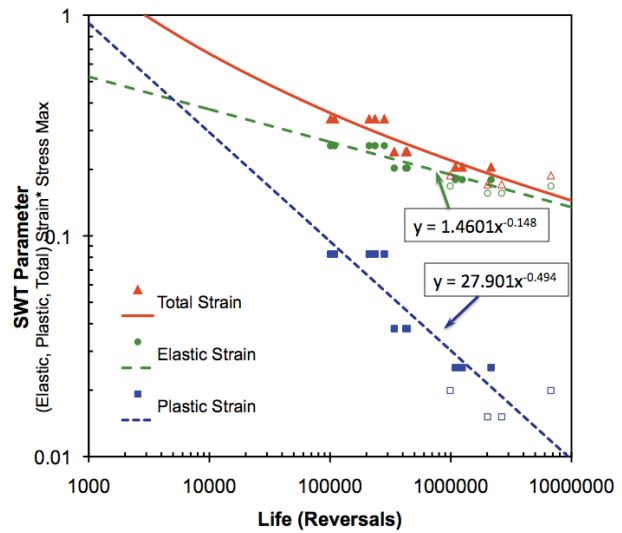 1
0.1
0.01
SWT Parameter
(Elastic, Plastic, Total) Strain* Stress Max
y = 1.4601x^-0.148
y = 27.901x^-0.494
Total Strain
Elastic Strain
Plastic Strain
1000 10000 100000 1000000 10000000
Life (Reversals)